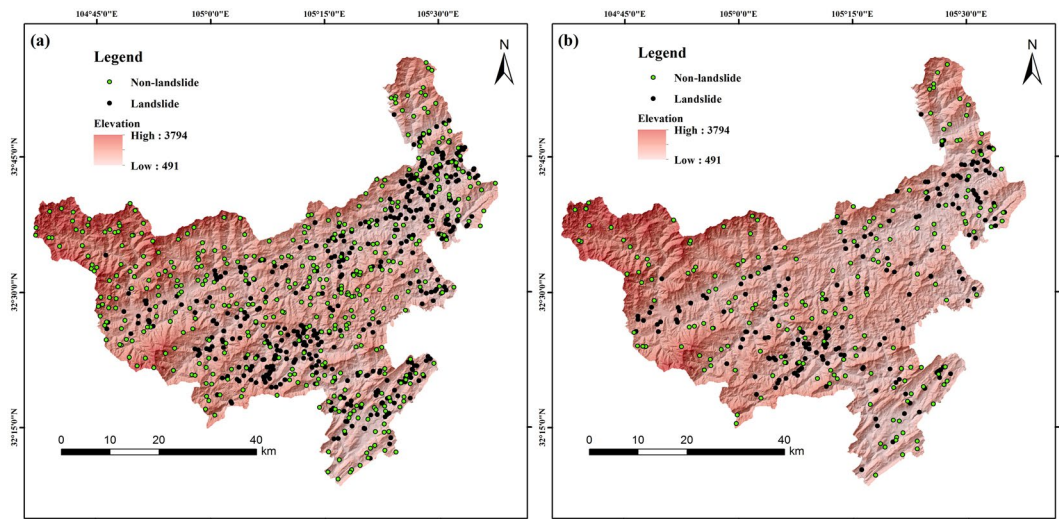 104°45'0"E 105°0'0"E 105°15'0"E 105°30'0"E
(a)
N
Legend
Non-landslide
Landslide
Elevation
High : 3794
Low : 491
32°45'0"N
32°30'0"N
32°15'0"N
0 10 20 40
km
104°45'0"E 105°0'0"E 105°15'0"E 105°30'0"E
(b)
N
Legend
Non-landslide
Landslide
Elevation
High : 3794
Low : 491
32°45'0"N
32°30'0"N
32°15'0"N
0 10 20 40
km